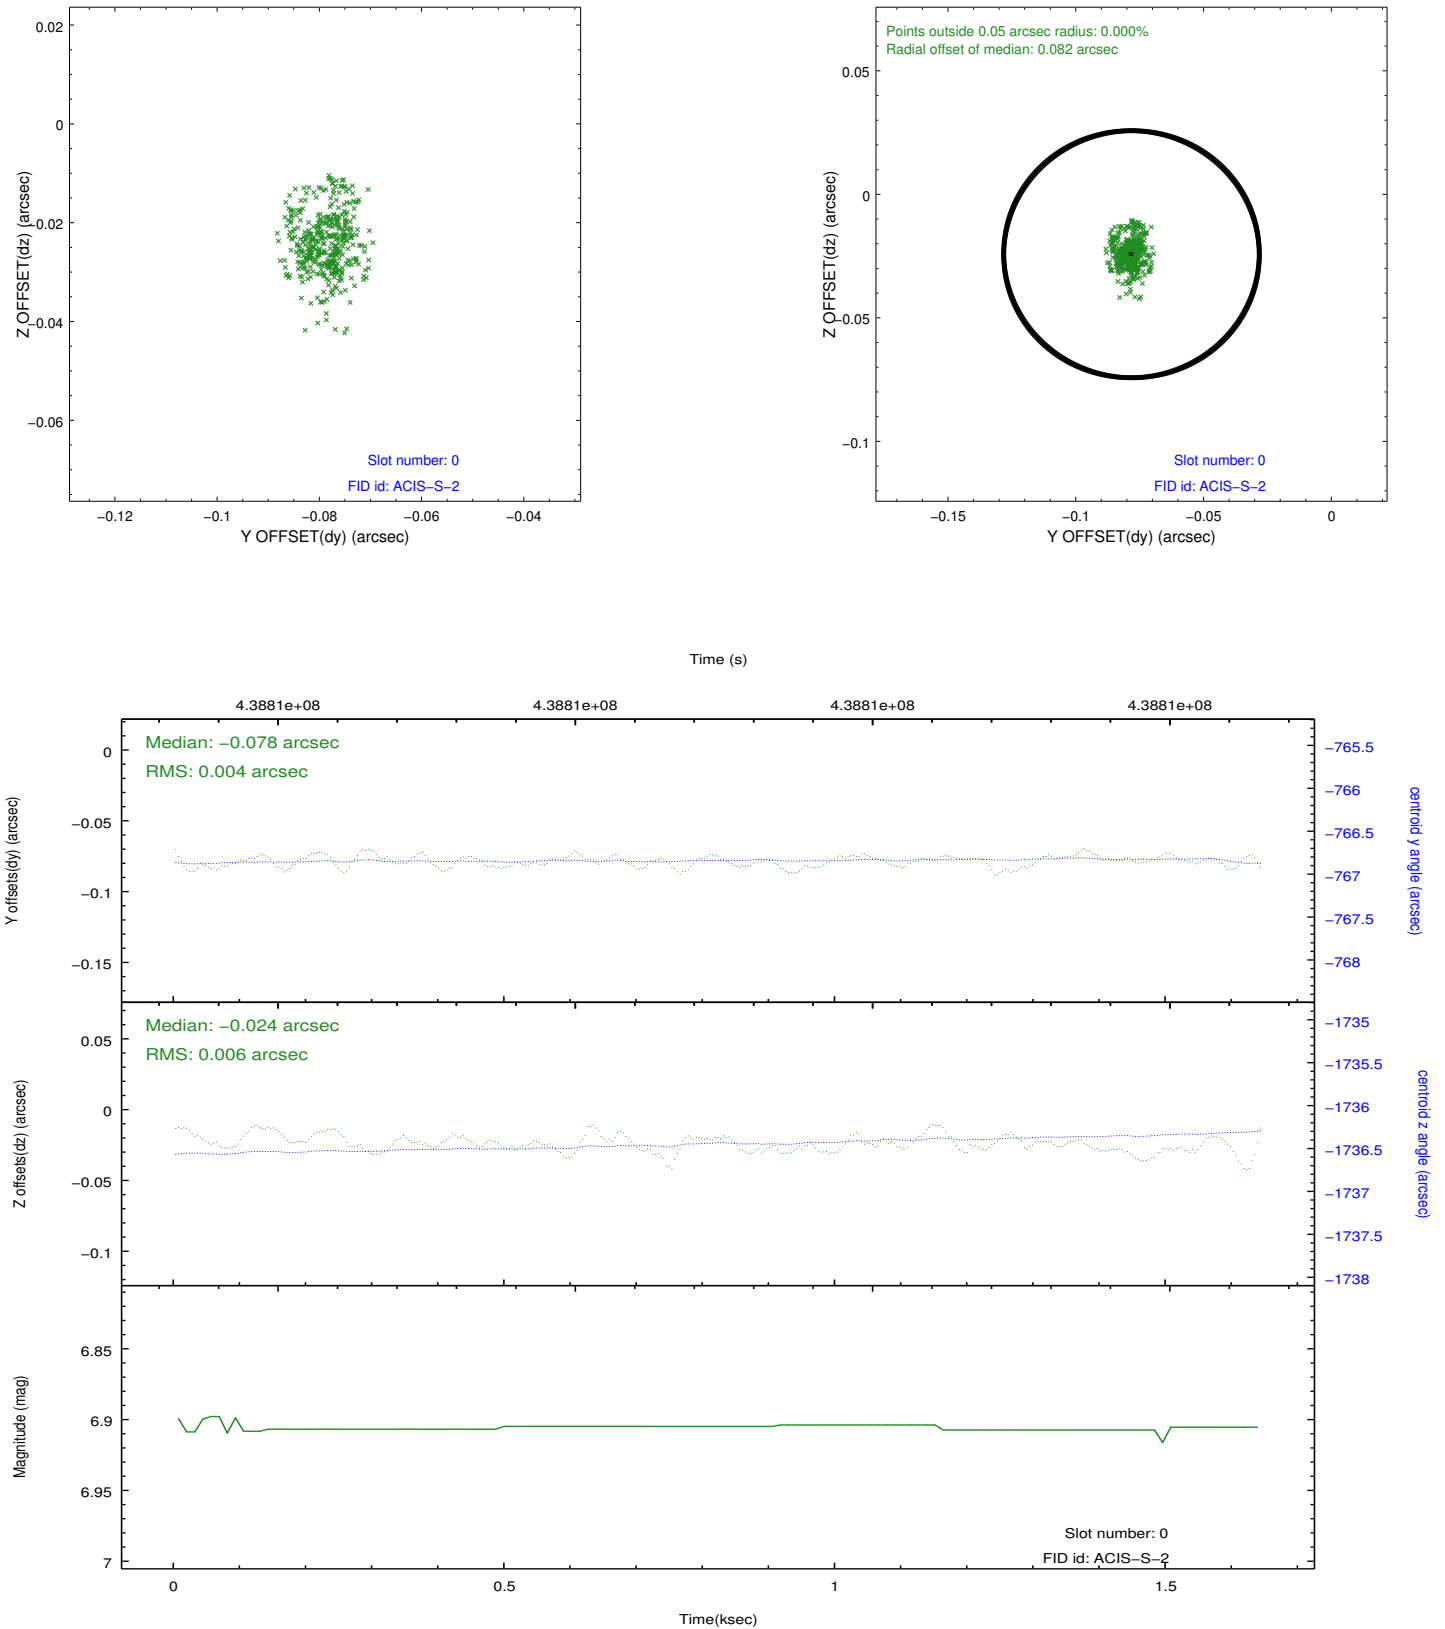 0.02
0
−0.02
−0.04
−0.06
Z OFFSET(dz) (arcsec)
Slot number: 0
FID id: ACIS−S−2
−0.12
−0.1
−0.08
−0.06
−0.04
Y OFFSET(dy) (arcsec)
Points outside 0.05 arcsec radius: 0.000%
Radial offset of median: 0.082 arcsec
0.05
0
−0.05
−0.1
Z OFFSET(dz) (arcsec)
Slot number: 0
FID id: ACIS−S−2
−0.15
−0.1
−0.05
0
Y OFFSET(dy) (arcsec)
Time (s)
4.3881e+08
4.3881e+08
4.3881e+08
4.3881e+08
Median: −0.078 arcsec
RMS: 0.004 arcsec
0
−0.05
−0.1
−0.15
Y offsets(dy) (arcsec)
−765.5
−766
−766.5
−767
−767.5
−768
centroid y angle (arcsec)
Median: −0.024 arcsec
RMS: 0.006 arcsec
0.05
0
−0.05
−0.1
Z offsets(dz) (arcsec)
−1735
−1735.5
−1736
−1736.5
−1737
−1737.5
−1738
centroid z angle (arcsec)
6.85
6.9
6.95
7
Magnitude (mag)
Slot number: 0
FID id: ACIS−S−2
0
0.5
1
1.5
Time(ksec)